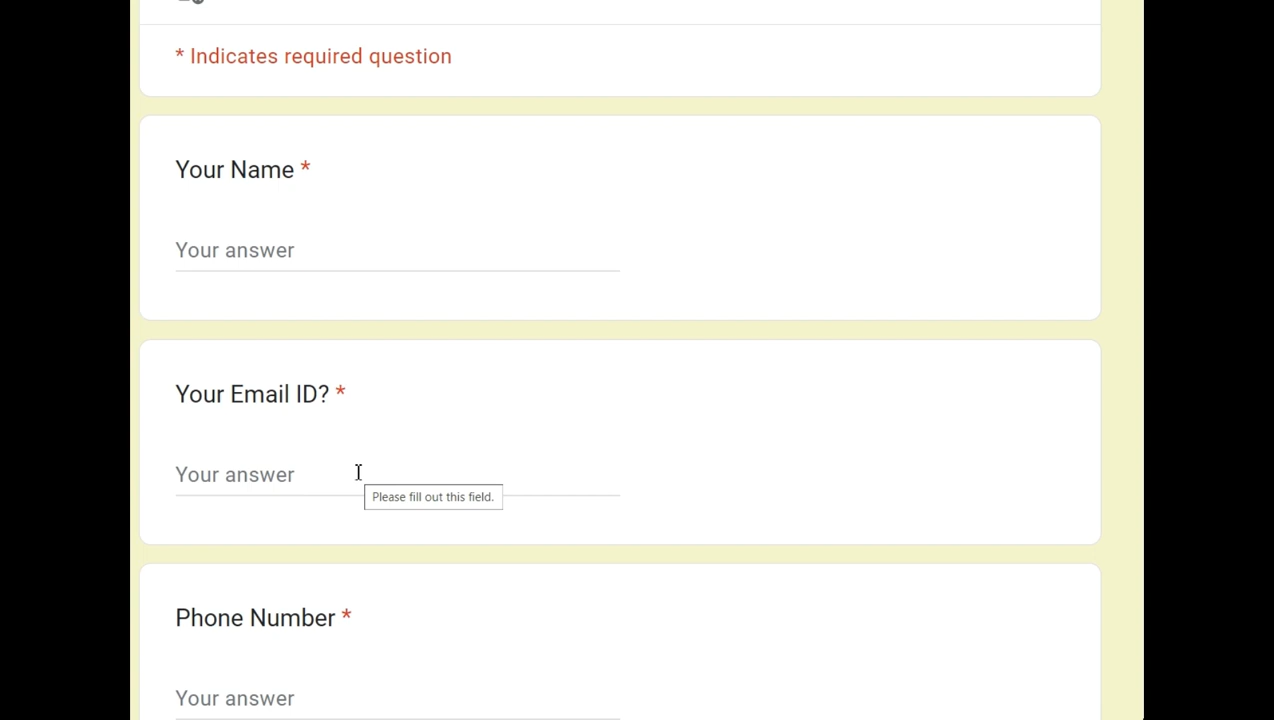 * Indicates required question
Your Name *
Your answer
Your Email ID? *
Your answer
Please fill out this field.
Phone Number *
Your answer